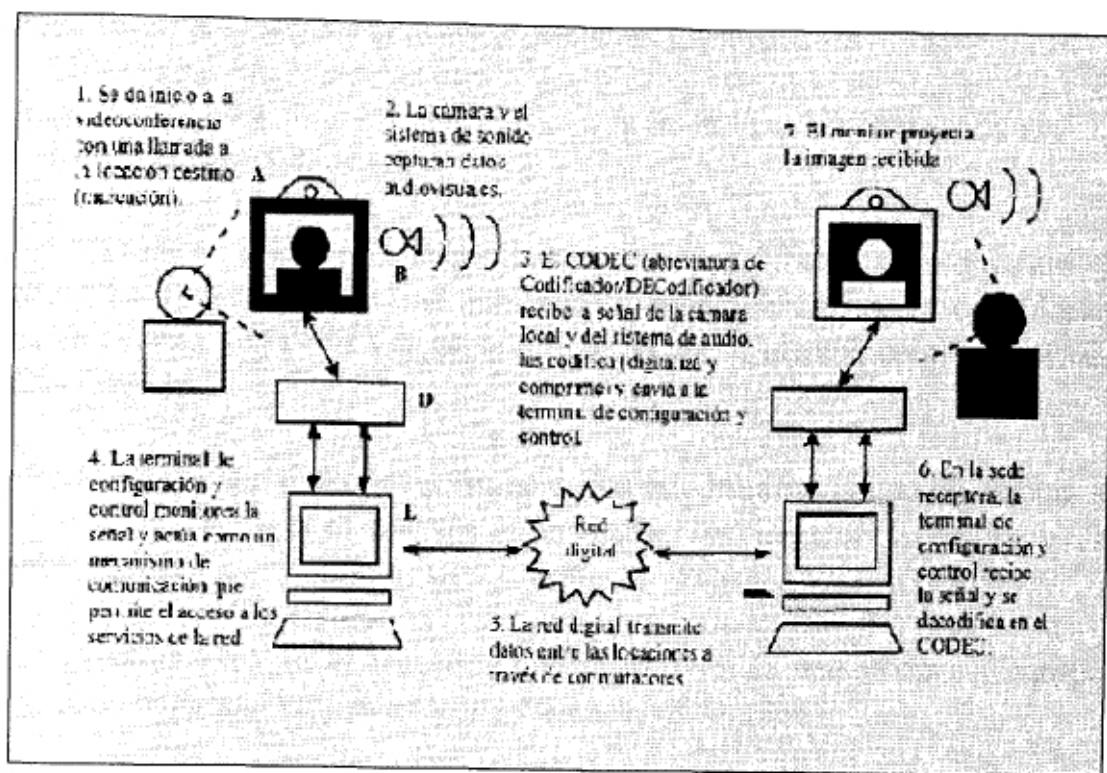 1. Se da inicio a la
videoconferencia
con una llamada a
la locación destino
(marcación).
A
2. La cámara y el
sistema de sonido
capturan datos
audiovisuales.
B
3. El CODEC (abreviatura de
Codificador/DECodificador)
recibe la señal de la cámara
local y del sistema de audio,
las codifica (digitaliza y
comprime) y envía a la
terminal de configuración y
control.
D
4. La terminal de
configuración y
control monitorea la
señal y actúa como un
mecanismo de
comunicación que
permite el acceso a los
servicios de la red
Red
digital
5. La red digital transmite
datos entre las locaciones a
través de conmutadores
6. En la sede
receptora, la
terminal de
configuración y
control recibe
la señal y se
decodifica en el
CODEC.
7. El monitor proyecta
la imagen recibida